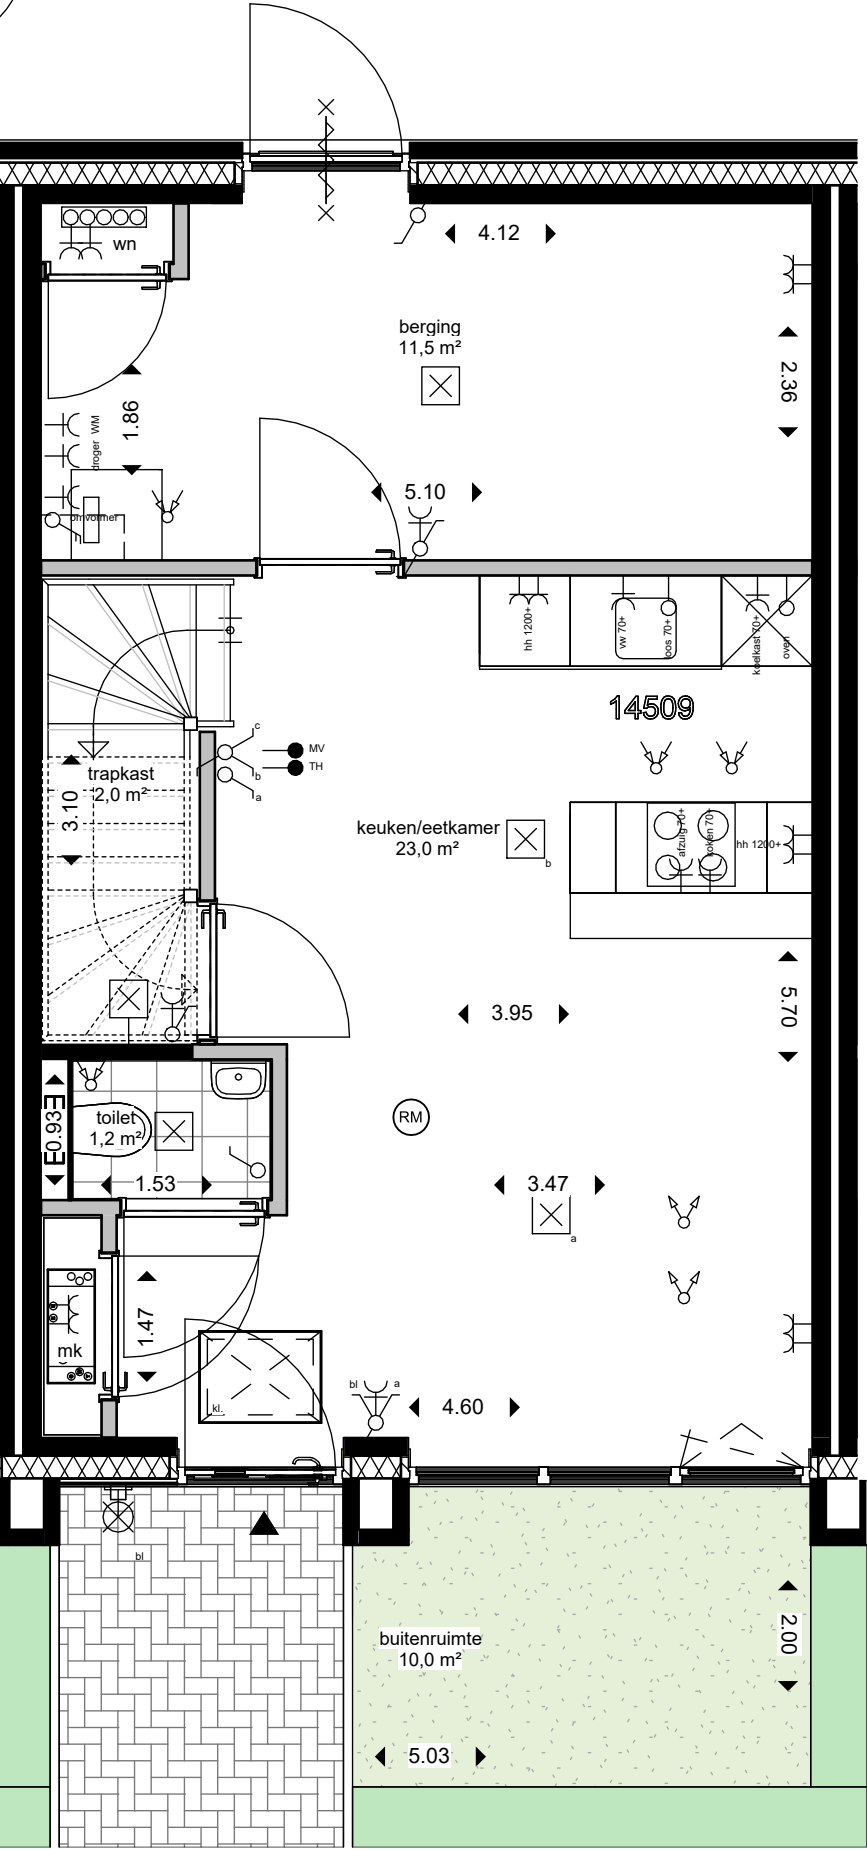 wn
4.12
berging
11,5 m²
2.36
1.86
WM
droger
5.10
omvormer
hh 1200+
vw 70+
loos 70+
koelkast 70+
oven
14509
c
b
a
MV
TH
trapkast
2,0 m²
3.10
keuken/eetkamer
23,0 m²
b
afzuig 70+
koken 70+
hh 1200+
3.95
5.70
RM
0.93
toilet
1,2 m²
1.53
3.47
a
1.47
mk
kl.
bl
a
4.60
bl
buitenruimte
10,0 m²
2.00
5.03